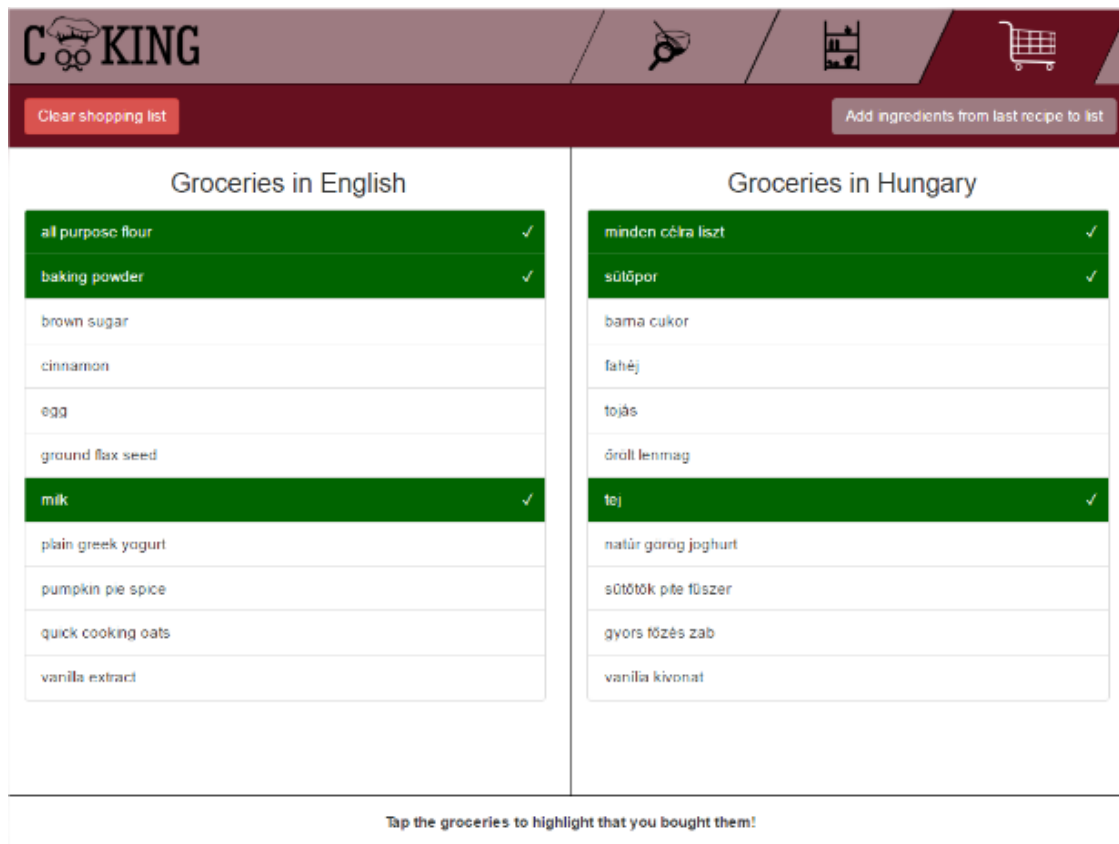 COOKING
Clear shopping list
Add ingredients from last recipe to list
Groceries in English
all purpose flour ✓
baking powder ✓
brown sugar
cinnamon
egg
ground flax seed
milk ✓
plain greek yogurt
pumpkin pie spice
quick cooking oats
vanilla extract
Groceries in Hungary
minden célra liszt ✓
sütőpor ✓
barna cukor
fahéj
tojás
őrölt lenmag
tej ✓
natúr görög joghurt
sütőtök pite fűszer
gyors főzés zab
vanília kivonat
Tap the groceries to highlight that you bought them!